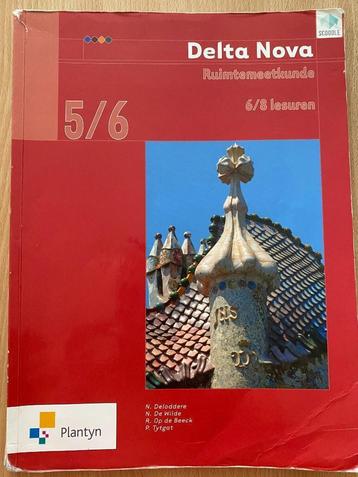 SCOODLE
Delta Nova
Ruimtemeetkunde
6/8 lesuren
5/6
N. Deloddere
N. De Wilde
R. Op de Beeck
P. Tytgat
Plantyn